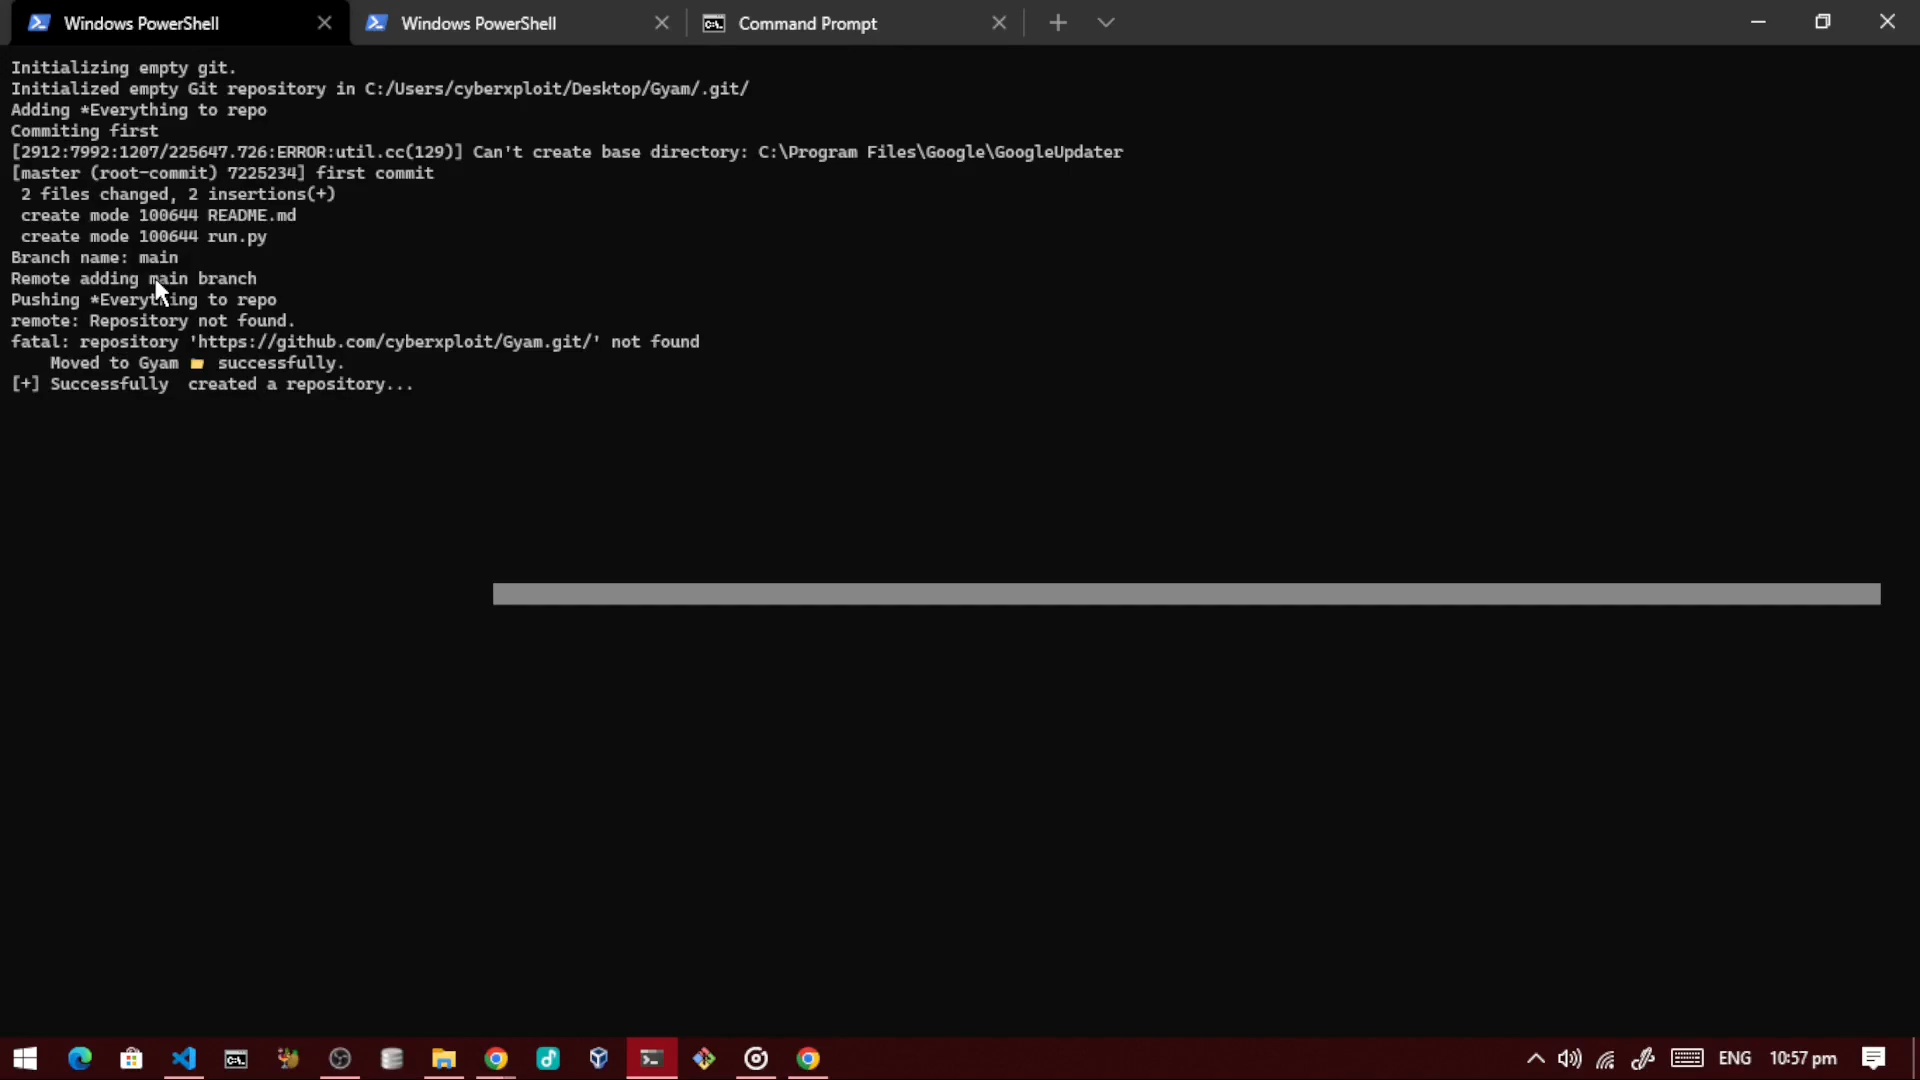 Windows PowerShell
Windows PowerShell
Command Prompt
Initializing empty git.
Initialized empty Git repository in C:/Users/cyberxploit/Desktop/Gyam/.git/
Adding *Everything to repo
Commiting first
[2912:7992:1207/225647.726:ERROR:util.cc(129)] Can't create base directory: C:\Program Files\Google\GoogleUpdater
[master (root-commit) 7225234] first commit
2 files changed, 2 insertions(+)
create mode 100644 README.md
create mode 100644 run.py
Branch name: main
Remote adding main branch
Pushing *Everything to repo
remote: Repository not found.
fatal: repository 'https://github.com/cyberxploit/Gyam.git/' not found
Moved to Gyam 📁 successfully.
[+] Successfully  created a repository...
ENG
10:57 pm